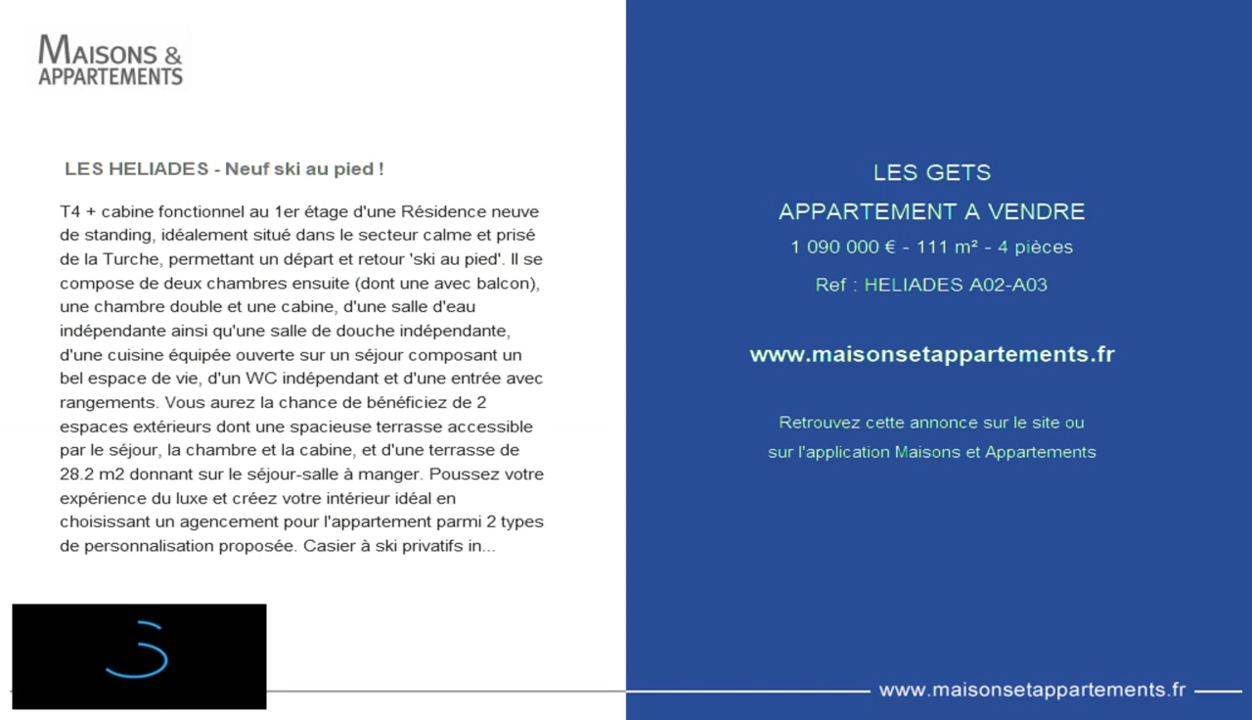 MAISONS &
APPARTEMENTS
LES HELIADES - Neuf ski au pied !
T4 + cabine fonctionnel au 1er étage d'une Résidence neuve
de standing, idéalement situé dans le secteur calme et prisé
de la Turche, permettant un départ et retour 'ski au pied'. Il se
compose de deux chambres ensuite (dont une avec balcon),
une chambre double et une cabine, d'une salle d'eau
indépendante ainsi qu'une salle de douche indépendante,
d'une cuisine équipée ouverte sur un séjour composant un
bel espace de vie, d'un WC indépendant et d'une entrée avec
rangements. Vous aurez la chance de bénéficiez de 2
espaces extérieurs dont une spacieuse terrasse accessible
par le séjour, la chambre et la cabine, et d'une terrasse de
28.2 m2 donnant sur le séjour-salle à manger. Poussez votre
expérience du luxe et créez votre intérieur idéal en
choisissant un agencement pour l'appartement parmi 2 types
de personnalisation proposée. Casier à ski privatifs in...
LES GETS
APPARTEMENT A VENDRE
1 090 000 € - 111 m² - 4 pièces
Ref : HELIADES A02-A03
www.maisonsetappartements.fr
Retrouvez cette annonce sur le site ou
sur l'application Maisons et Appartements
www.maisonsetappartements.fr